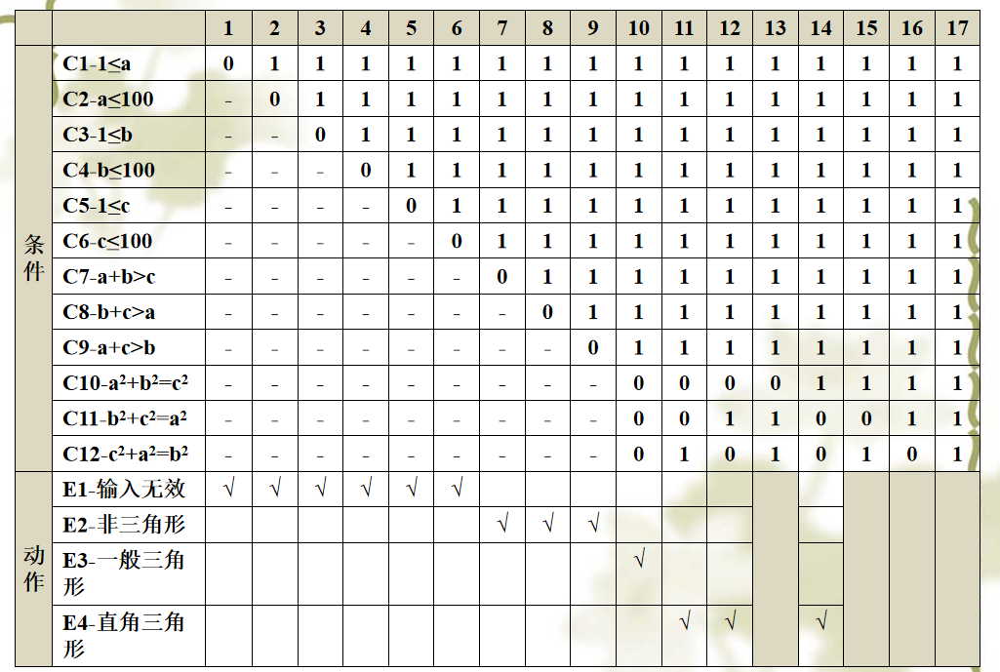 1 2 3 4 5 6 7 8 9 10 11 12 13 14 15 16 17
条件
C1-1≤a 0 1 1 1 1 1 1 1 1 1 1 1 1 1 1 1 1
C2-a≤100 - 0 1 1 1 1 1 1 1 1 1 1 1 1 1 1 1
C3-1≤b - - 0 1 1 1 1 1 1 1 1 1 1 1 1 1 1
C4-b≤100 - - - 0 1 1 1 1 1 1 1 1 1 1 1 1 1
C5-1≤c - - - - 0 1 1 1 1 1 1 1 1 1 1 1 1
C6-c≤100 - - - - - 0 1 1 1 1 1 1 1 1 1 1 1
C7-a+b>c - - - - - - 0 1 1 1 1 1 1 1 1 1 1
C8-b+c>a - - - - - - - 0 1 1 1 1 1 1 1 1 1
C9-a+c>b - - - - - - - - 0 1 1 1 1 1 1 1 1
C10-a²+b²=c² - - - - - - - - - 0 0 0 0 1 1 1 1
C11-b²+c²=a² - - - - - - - - - 0 0 1 1 0 0 1 1
C12-c²+a²=b² - - - - - - - - - 0 1 0 1 0 1 0 1
动作
E1-输入无效 √ √ √ √ √ √
E2-非三角形 √ √ √
E3-一般三角
形 √
E4-直角三角
形 √ √ √